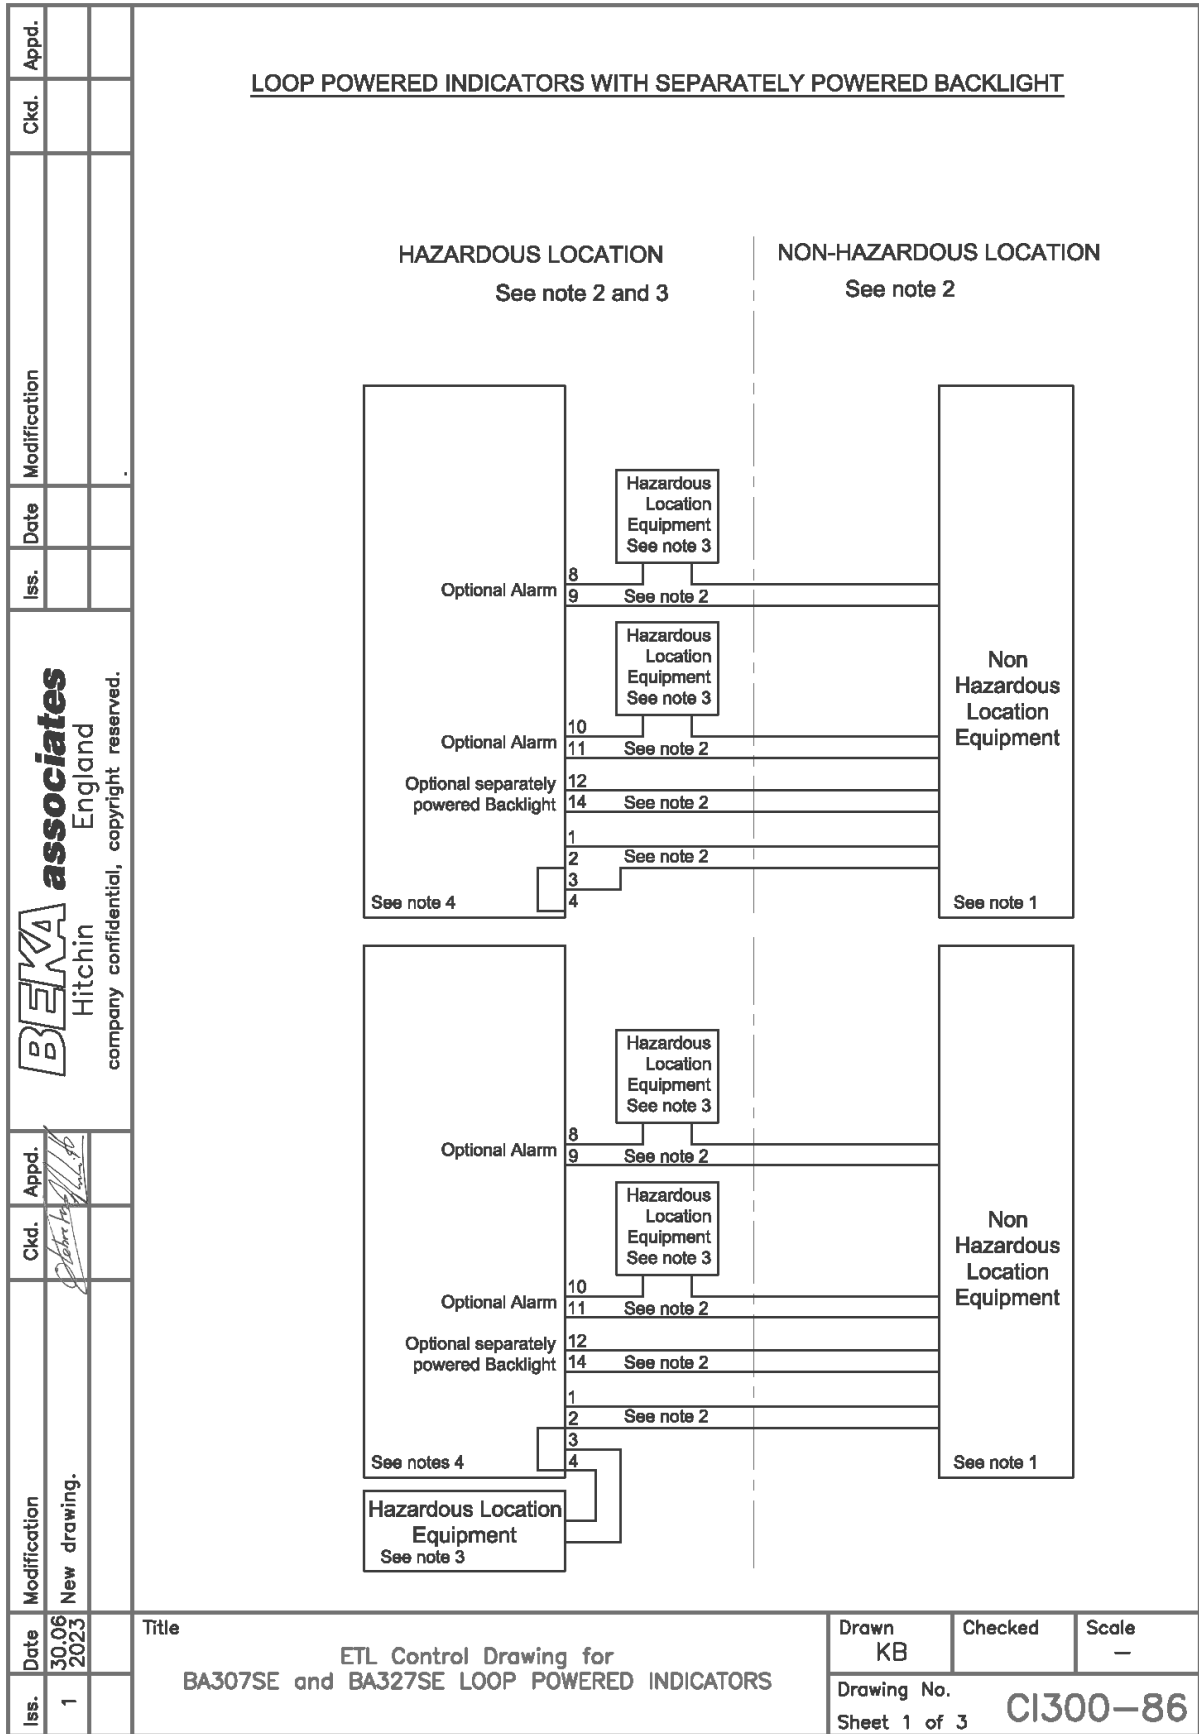 LOOP POWERED INDICATORS WITH SEPARATELY POWERED BACKLIGHT
HAZARDOUS LOCATION
See note 2 and 3
NON-HAZARDOUS LOCATION
See note 2
Hazardous
Location
Equipment
See note 3
Optional Alarm
8
9
See note 2
Hazardous
Location
Equipment
See note 3
Optional Alarm
10
11
See note 2
Optional separately
powered Backlight
12
14
See note 2
1
2
See note 2
3
4
See note 4
Non
Hazardous
Location
Equipment
See note 1
Hazardous
Location
Equipment
See note 3
Optional Alarm
8
9
See note 2
Hazardous
Location
Equipment
See note 3
Optional Alarm
10
11
See note 2
Optional separately
powered Backlight
12
14
See note 2
1
2
See note 2
3
4
See notes 4
Non
Hazardous
Location
Equipment
See note 1
Hazardous Location
Equipment
See note 3
Iss. Date Modification Ckd. Appd.
BEKA associates
Hitchin England
company confidential, copyright reserved.
Iss. Date Modification Ckd. Appd.
1 30.06 2023 New drawing.
Title
ETL Control Drawing for
BA307SE and BA327SE LOOP POWERED INDICATORS
Drawn
KB
Checked
Scale
—
Drawing No.
Sheet 1 of 3
CI300-86